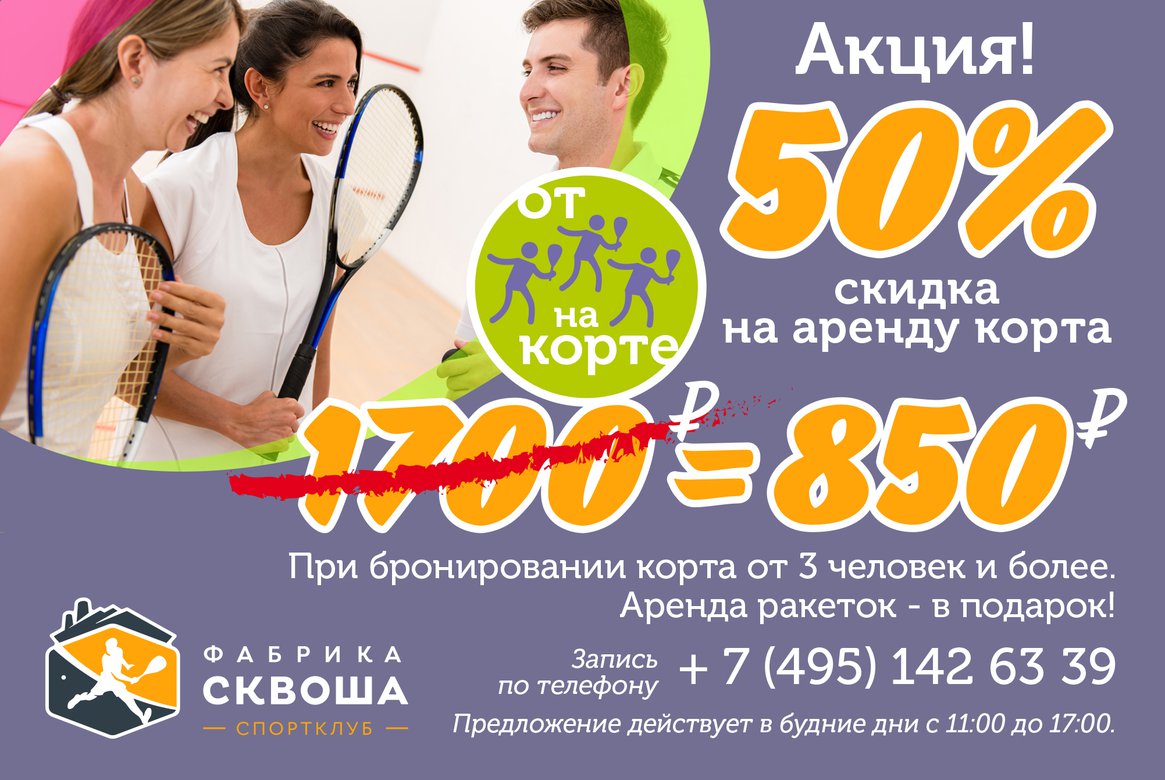 Акция!
50%
скидка
на аренду корта
от
на
корте
1700₽ = 850₽
При бронировании корта от 3 человек и более.
Аренда ракеток - в подарок!
ФАБРИКА
СКВОША
— СПОРТКЛУБ —
Запись
по телефону
+ 7 (495) 142 63 39
Предложение действует в будние дни с 11:00 до 17:00.